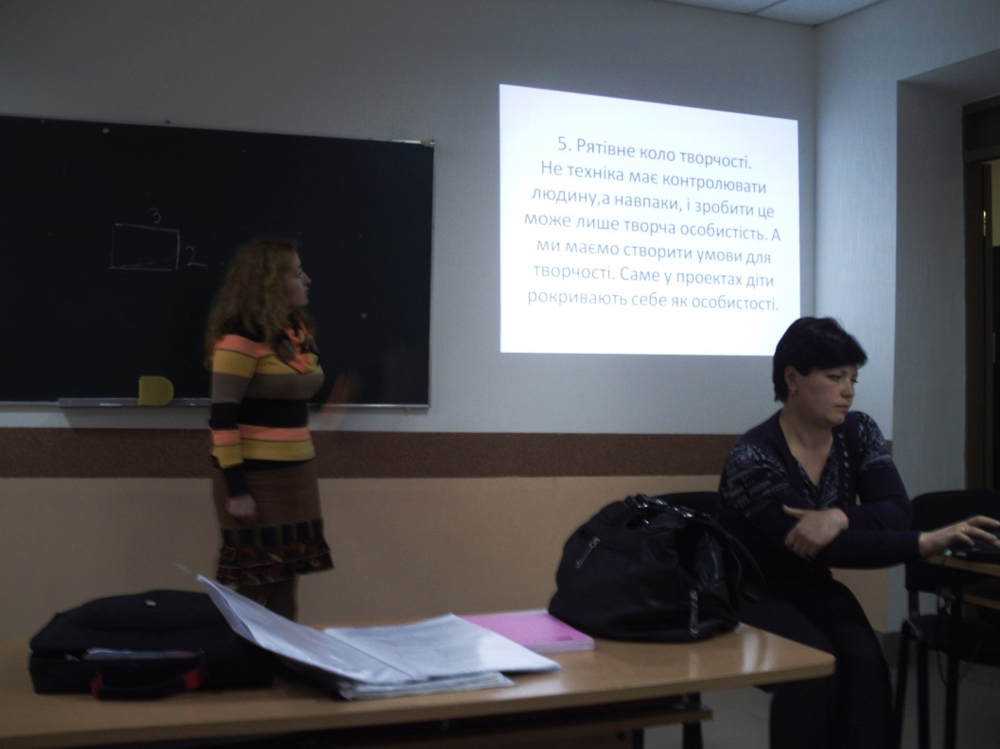 5. Рятівне коло творчості.
Не техніка має контролювати
людину,а навпаки, і зробити це
може лише творча особистість. А
ми маємо створити умови для
творчості. Саме у проектах діти
рокривають себе як особистості.
3
2